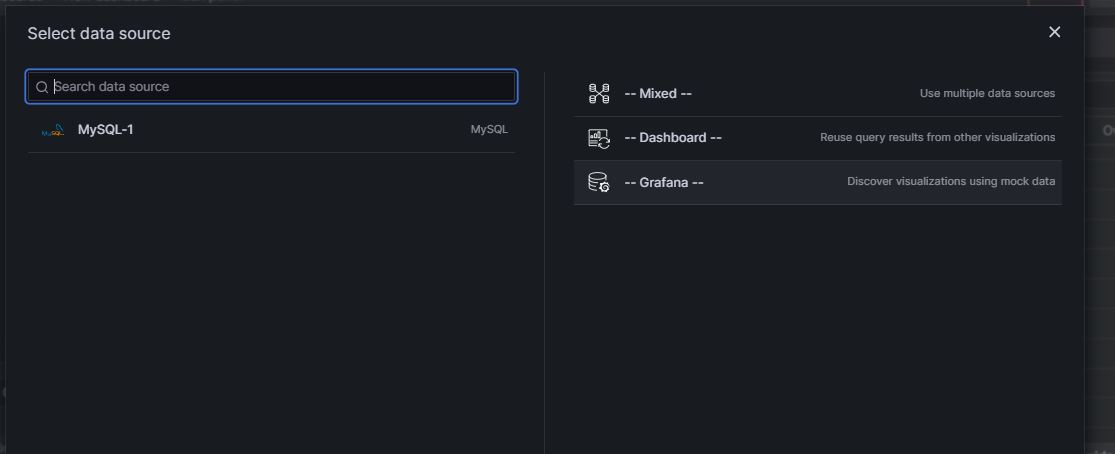 Select data source
Search data source
MySQL-1 MySQL
-- Mixed -- Use multiple data sources
-- Dashboard -- Reuse query results from other visualizations
-- Grafana -- Discover visualizations using mock data